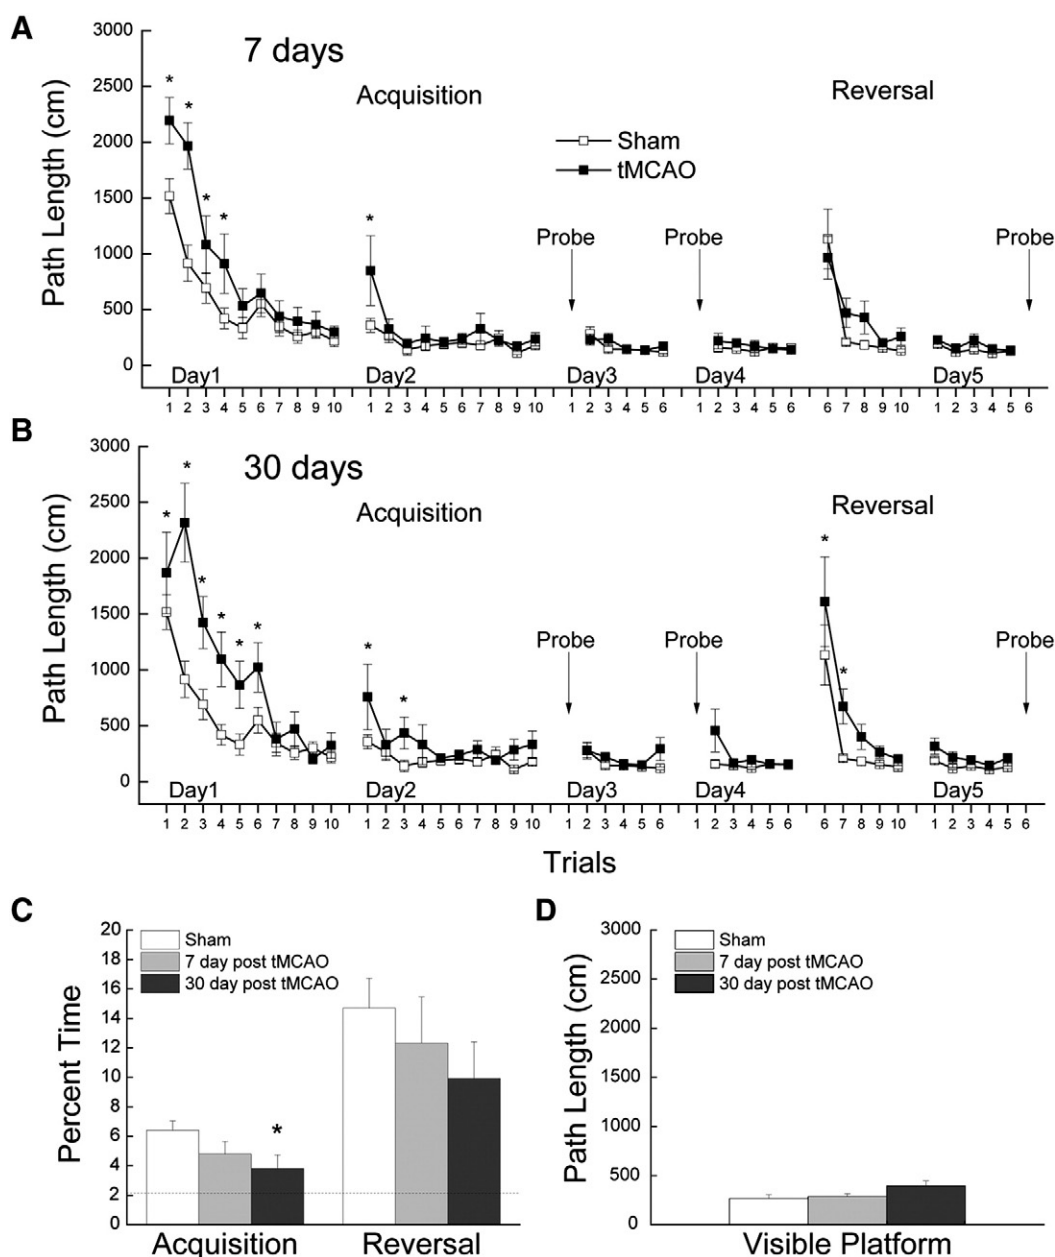 A
3000
2500
2000
1500
1000
500
0
Path Length (cm)
7 days
Acquisition
Reversal
Sham
tMCAO
* * * * *
Probe Probe Probe
Day1 Day2 Day3 Day4 Day5
1 2 3 4 5 6 7 8 9 10 1 2 3 4 5 6 7 8 9 10 1 2 3 4 5 6 1 2 3 4 5 6 6 7 8 9 10 1 2 3 4 5 6
B
3000
2500
2000
1500
1000
500
0
Path Length (cm)
30 days
Acquisition
Reversal
* * * * * * * * * *
Probe Probe Probe
Day1 Day2 Day3 Day4 Day5
1 2 3 4 5 6 7 8 9 10 1 2 3 4 5 6 7 8 9 10 1 2 3 4 5 6 1 2 3 4 5 6 6 7 8 9 10 1 2 3 4 5 6
Trials
C
20
18
16
14
12
10
8
6
4
2
0
Percent Time
Sham
7 day post tMCAO
30 day post tMCAO
*
Acquisition Reversal
D
3000
2500
2000
1500
1000
500
0
Path Length (cm)
Sham
7 day post tMCAO
30 day post tMCAO
Visible Platform